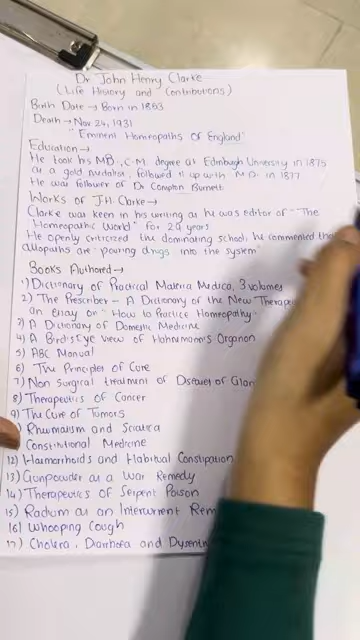 Dr John Henry Clarke
(Life History and Contributions)
Birth Date → Born in 1853
Death → Nov 24, 1931
"Eminent Homeopaths of England"
Education →
He took his MB, C.M. degree at Edinburgh University in 1875
as a gold medalist, followed it up with M.D. in 1877
He was follower of Dr Compton Burnett
Works of J.H. Clarke →
Clarke was keen in his writing as he was editor of "The
Homeopathic World" for 29 years
He openly criticized the dominating school, he commented that
allopaths are "pouring drugs into the system"
Books Authored →
1) Dictionary of Practical Materia Medica, 3 volumes
2) The Prescriber - A Dictionary of the New
an essay on "How to Practice Homeopathy"
3) A Dictionary of Domestic Medicine
4) A Bird's Eye View of Hahnemann's Organon
5) ABC Manual
6) The Principles of Cure
7) Non Surgical treatment of Diseases of
8) Therapeutics of Cancer
9) The Cure of Tumors
Rheumatism and Sciatica
Constitutional Medicine
12) Haemorrhoids and Habitual Constipation
13) Gunpowder as a War Remedy
14) Therapeutics of Serpent Poison
15) Radium as an Intercurrent Rem
16) Whooping Cough
17) Cholera, Diarrhoea and